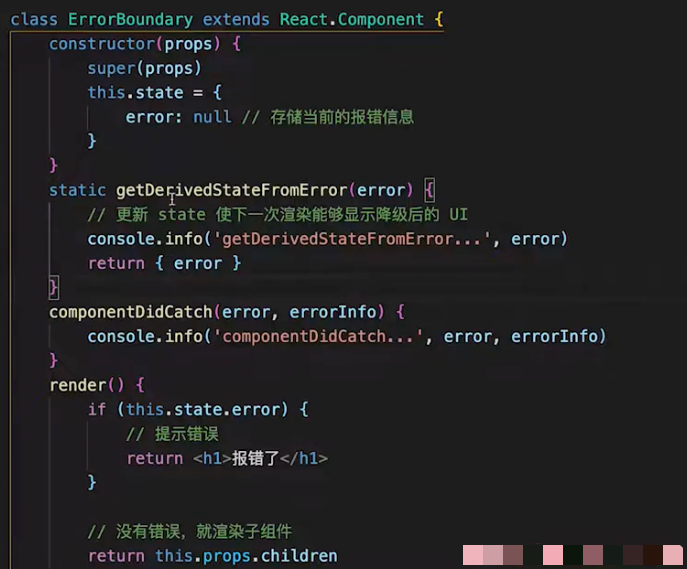 class ErrorBoundary extends React.Component {
constructor(props) {
super(props)
this.state = {
error: null // 存储当前的报错信息
}
}
static getDerivedStateFromError(error) {
// 更新 state 使下一次渲染能够显示降级后的 UI
console.info('getDerivedStateFromError...', error)
return { error }
}
componentDidCatch(error, errorInfo) {
console.info('componentDidCatch...', error, errorInfo)
}
render() {
if (this.state.error) {
// 提示错误
return <h1>报错了</h1>
}
// 没有错误，就渲染子组件
return this.props.children